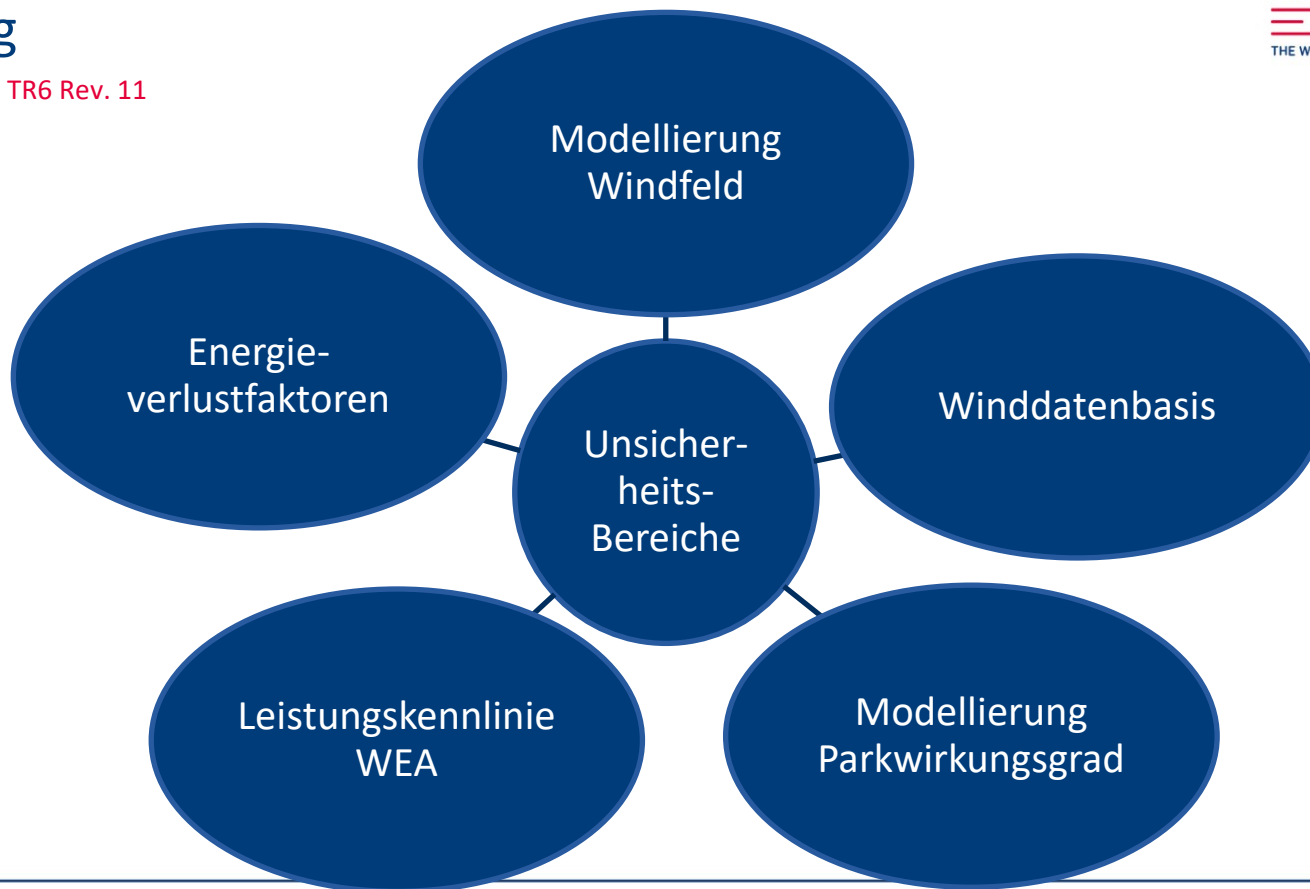 g
TR6 Rev. 11
THE W
Modellierung
Windfeld
Energie-
verlustfaktoren
Winddatenbasis
Unsicher-
heits-
Bereiche
Leistungskennlinie
WEA
Modellierung
Parkwirkungsgrad